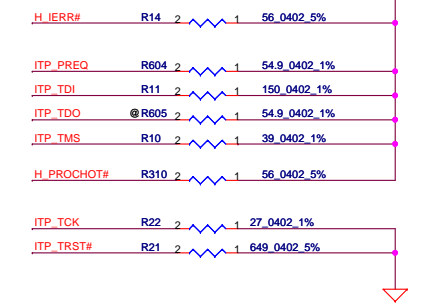 H_IERR# R14 2 1 56_0402_5%
ITP_PREQ R604 2 1 54.9_0402_1%
ITP_TDI R11 2 1 150_0402_1%
ITP_TDO @R605 2 1 54.9_0402_1%
ITP_TMS R10 2 1 39_0402_1%
H_PROCHOT# R310 2 1 56_0402_5%
ITP_TCK R22 2 1 27_0402_1%
ITP_TRST# R21 2 1 649_0402_5%